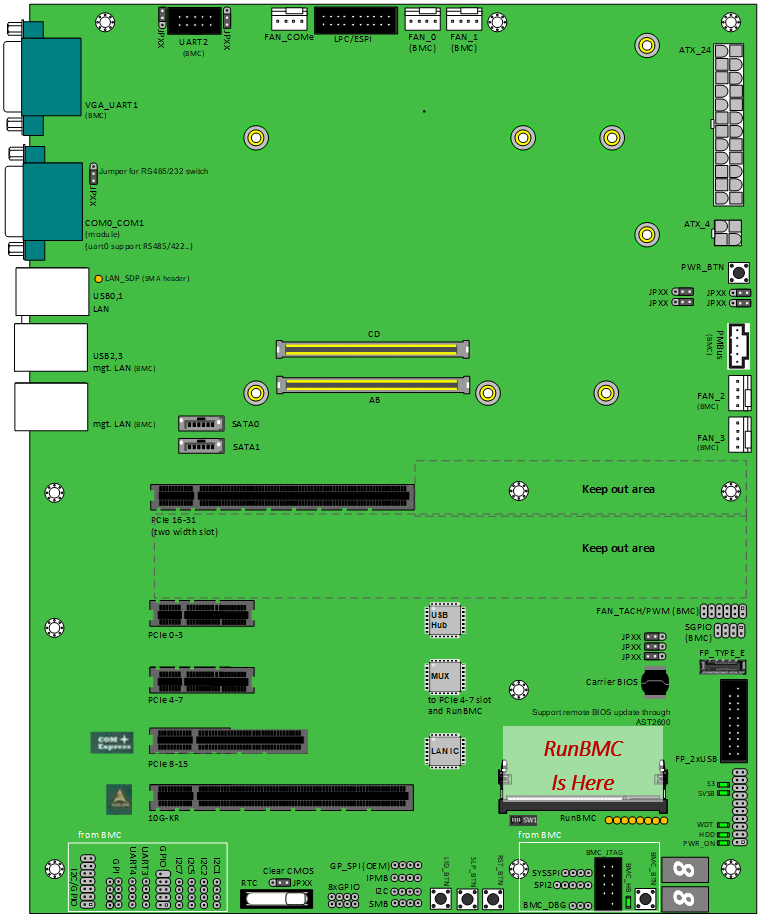 JPXX
UART2
(BMC)
JPXX
FAN_COMe
LPC/ESPI
FAN_0
(BMC)
FAN_1
(BMC)
ATX_24
VGA_UART1
(BMC)
Jumper for RS485/232 switch
JPXX
COM0_COM1
(module)
(uart0 support RS485/422..)
ATX_4
PWR_BTN
LAN_SDP (SMA header)
USB0,1
LAN
JPXX
JPXX
JPXX
JPXX
CD
PMBus
(BMC)
USB2,3
mgt. LAN (BMC)
AB
FAN_2
(BMC)
mgt. LAN (BMC)
SATA0
SATA1
FAN_3
(BMC)
Keep out area
PCIe 16-31
(two width slot)
Keep out area
USB
Hub
FAN_TACH/PWM (BMC)
PCIe 0-3
SGPIO
(BMC)
JPXX
JPXX
JPXX
FP_TYPE_E
MUX
Carrier BIOS
PCIe 4-7
to PCIe 4-7 slot
and RunBMC
Support remote BIOS update through
AST2600
COM
Express
LAN IC
RunBMC
Is Here
PCIe 8-15
FP_2xUSB
S3
SVSB
10G-KR
SW1
RunBMC
WDT
HDD
PWR_ON
from BMC
from BMC
I2C/GPIO
GPI
UART4
UART3
GPIO
I2C7
I2C5
I2C2
I2C1
Clear CMOS
RTC
JPXX
8xGPIO
GP_SPI(OEM)
IPMB
I2C
SMB
LID_BTN
SLP_BTN
RST_BTN
BMC_JTAG
SYSSPI
SPI2
BMC_DBG
BMC_HB
BMC_BTN
8
8